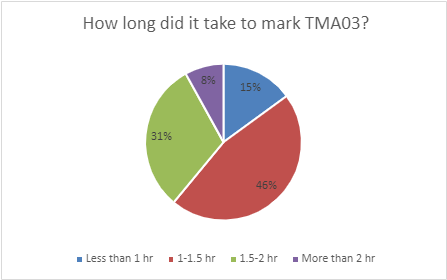 How long did it take to mark TMA03?
8%
15%
31%
46%
Less than 1 hr 1-1.5 hr 1.5-2 hr More than 2 hr